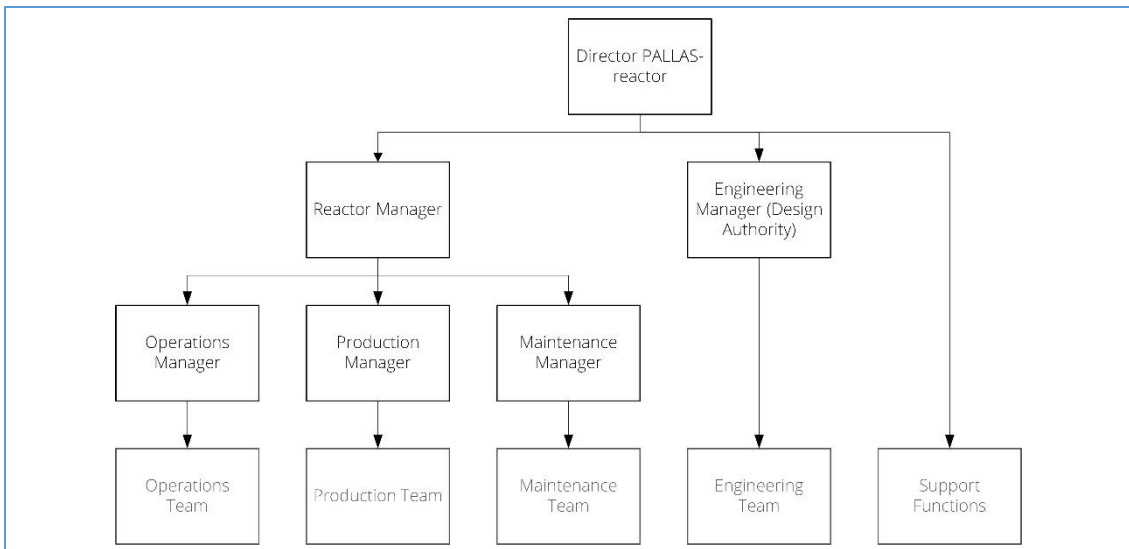 Director PALLAS-
reactor
Reactor Manager
Engineering
Manager (Design
Authority)
Operations
Manager
Production
Manager
Maintenance
Manager
Operations
Team
Production Team
Maintenance
Team
Engineering
Team
Support
Functions